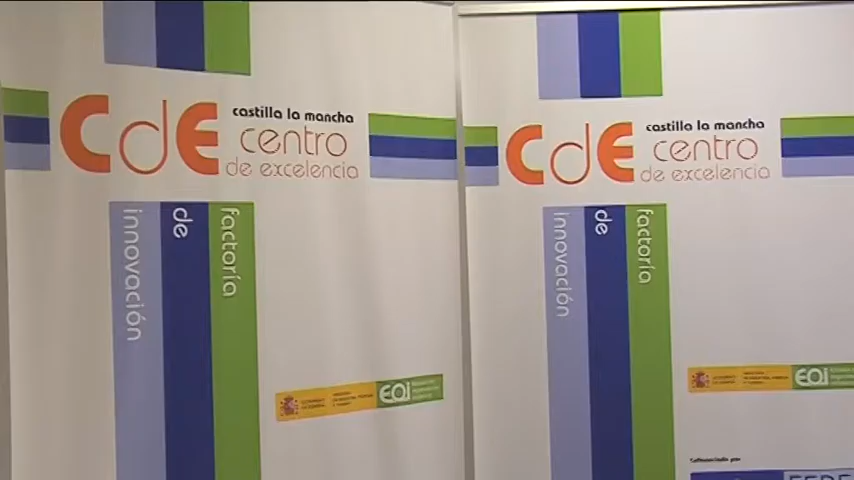 CdE castilla la mancha
centro
de excelencia
factoría
de
innovación
EOI
CdE castilla la mancha
centro
de excelencia
factoría
de
innovación
EOI